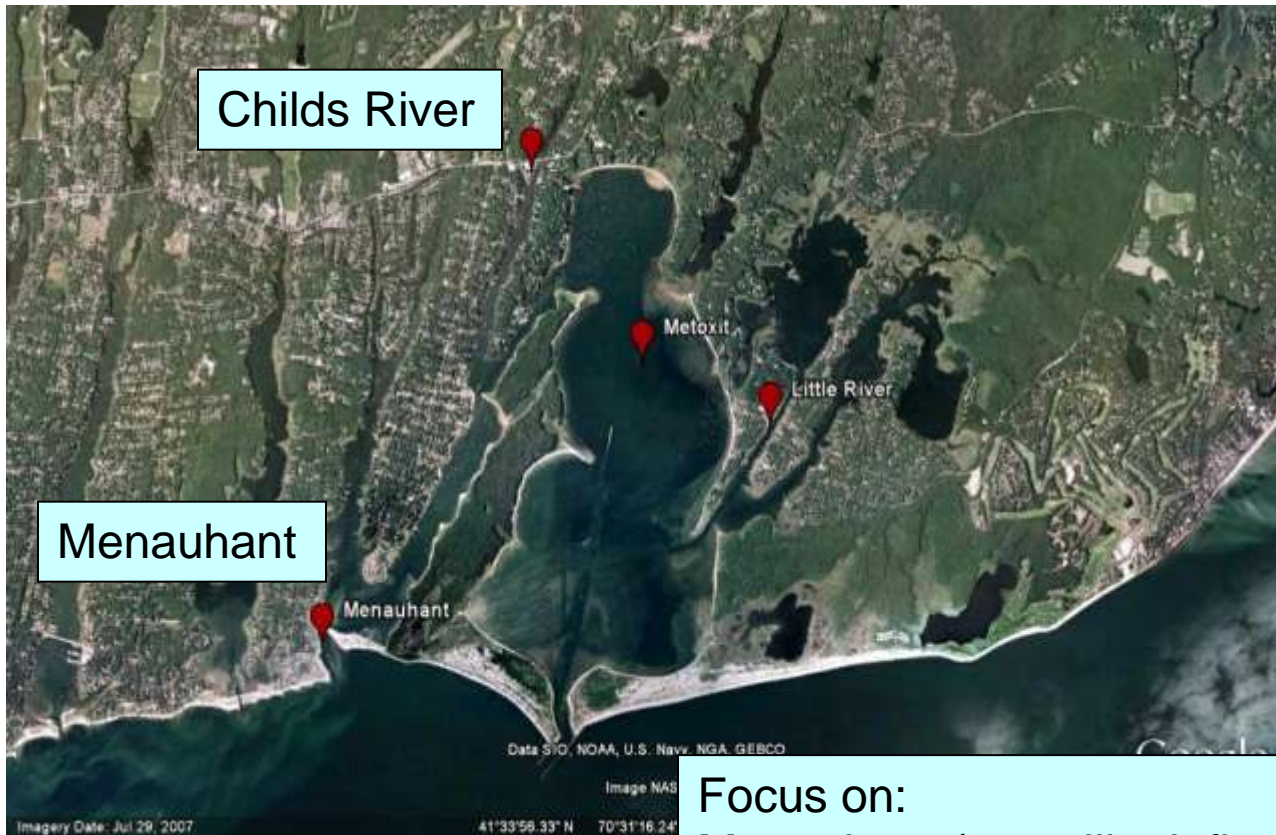 Childs River
Metoxit
Little River
Menauhant
Menauhant
Data SIO, NOAA, U.S. Navy, NGA, GEBCO
Google
Image NAS
Focus on:
Imagery Date: Jul 29, 2007
41°33'56.33" N 70°31'16.24"